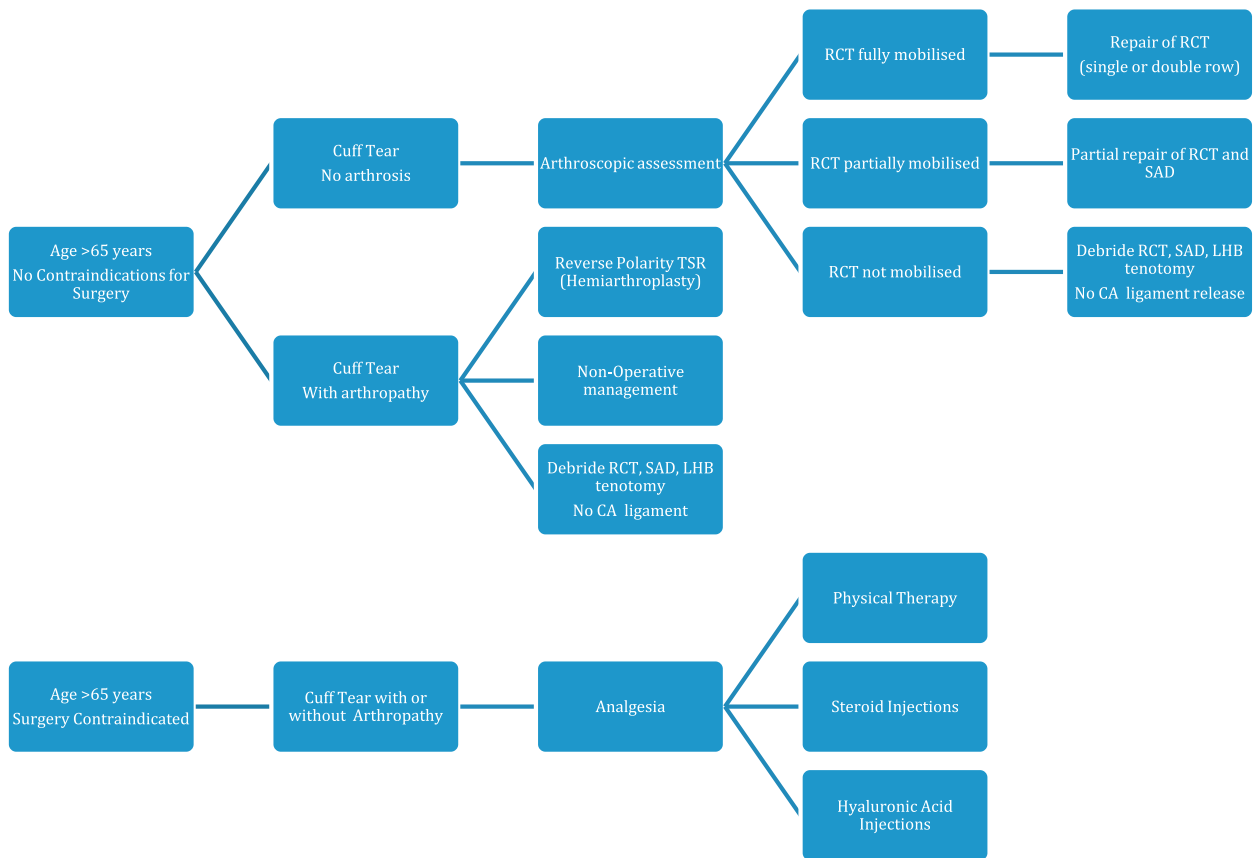 RCT fully mobilised
Repair of RCT
(single or double row)
Cuff Tear
No arthrosis
Arthroscopic assessment
RCT partially mobilised
Partial repair of RCT and
SAD
Age >65 years
No Contraindications for
Surgery
Reverse Polarity TSR
(Hemiarthroplasty)
RCT not mobilised
Debride RCT, SAD, LHB
tenotomy
No CA ligament release
Cuff Tear
With arthropathy
Non-Operative
management
Debride RCT, SAD, LHB
tenotomy
No CA ligament
Physical Therapy
Age >65 years
Surgery Contraindicated
Cuff Tear with or
without Arthropathy
Analgesia
Steroid Injections
Hyaluronic Acid
Injections